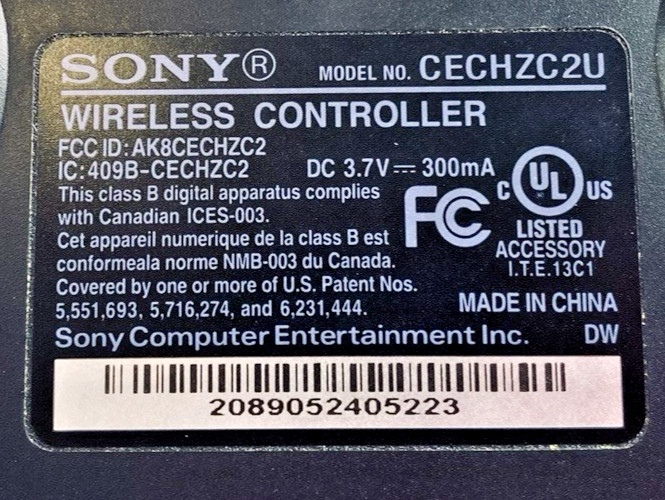 SONY® MODEL NO. CECHZC2U
WIRELESS CONTROLLER
FCC ID: AK8CECHZC2
IC: 409B-CECHZC2 DC 3.7V⎓300mA
This class B digital apparatus complies
with Canadian ICES-003.
FC
C UL US
LISTED
ACCESSORY
I.T.E.13C1
Cet appareil numerique de la class B est
conformeala norme NMB-003 du Canada.
Covered by one or more of U.S. Patent Nos.
5,551,693, 5,716,274, and 6,231,444.
MADE IN CHINA
Sony Computer Entertainment Inc. DW
2089052405223